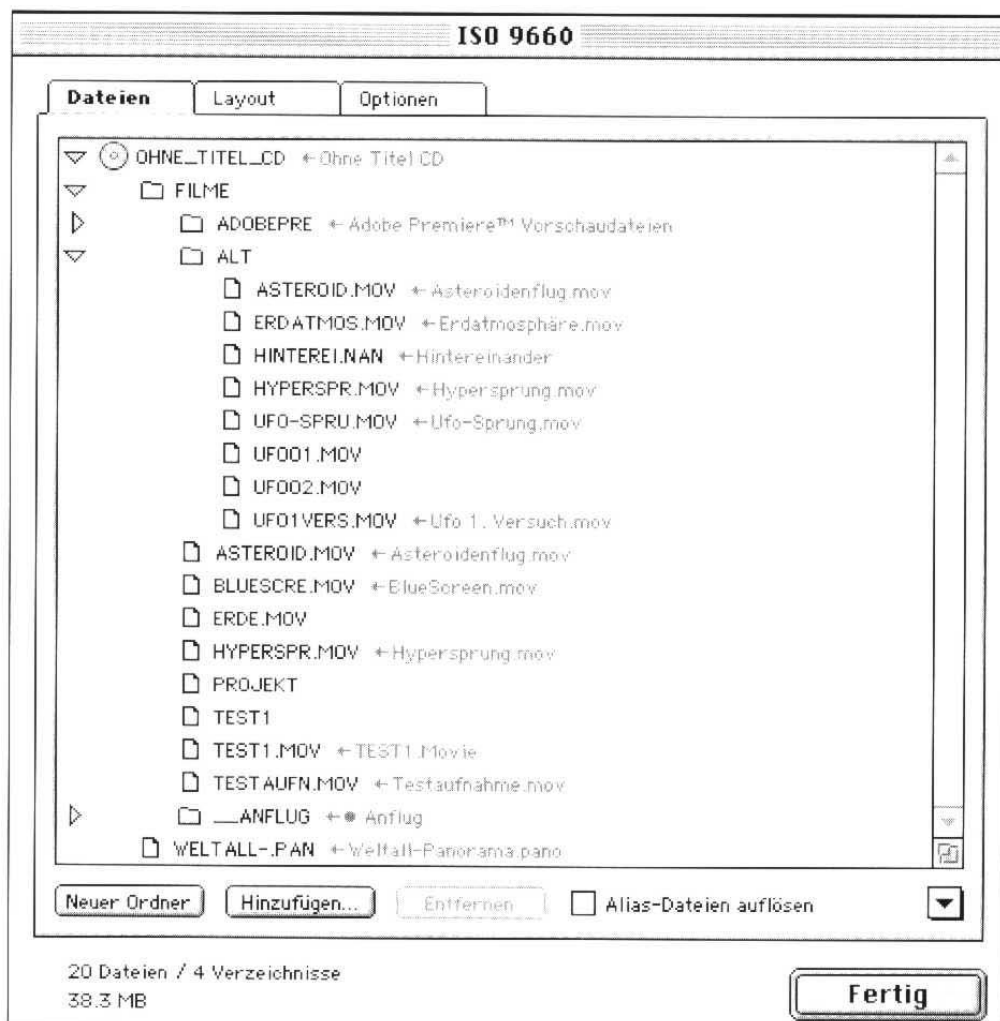 ISO 9660
Dateien Layout Optionen
OHNE_TITEL_CD ←Ohne Titel CD
FILME
ADOBEPRE ←Adobe Premiere™ Vorschaudateien
ALT
ASTEROID.MOV ←Asteroidenflug.mov
ERDATMOS.MOV ←Erdatmosphäre.mov
HINTEREI.NAN ←Hintereinander
HYPERSPR.MOV ←Hypersprung.mov
UFO-SPRU.MOV ←Ufo-Sprung.mov
UFO01.MOV
UFO02.MOV
UFO1VERS.MOV ←Ufo 1. Versuch.mov
ASTEROID.MOV ←Asteroidenflug.mov
BLUESCRE.MOV ←BlueScreen.mov
ERDE.MOV
HYPERSPR.MOV ←Hypersprung.mov
PROJEKT
TEST1
TEST1.MOV ←TEST1.Movie
TESTAUFN.MOV ←Testaufnahme.mov
__ANFLUG ←• Anflug
WELTALL-.PAN ←Weltall-Panorama.pano
Neuer Ordner Hinzufügen... Entfernen Alias-Dateien auflösen
20 Dateien / 4 Verzeichnisse
38.3 MB
Fertig